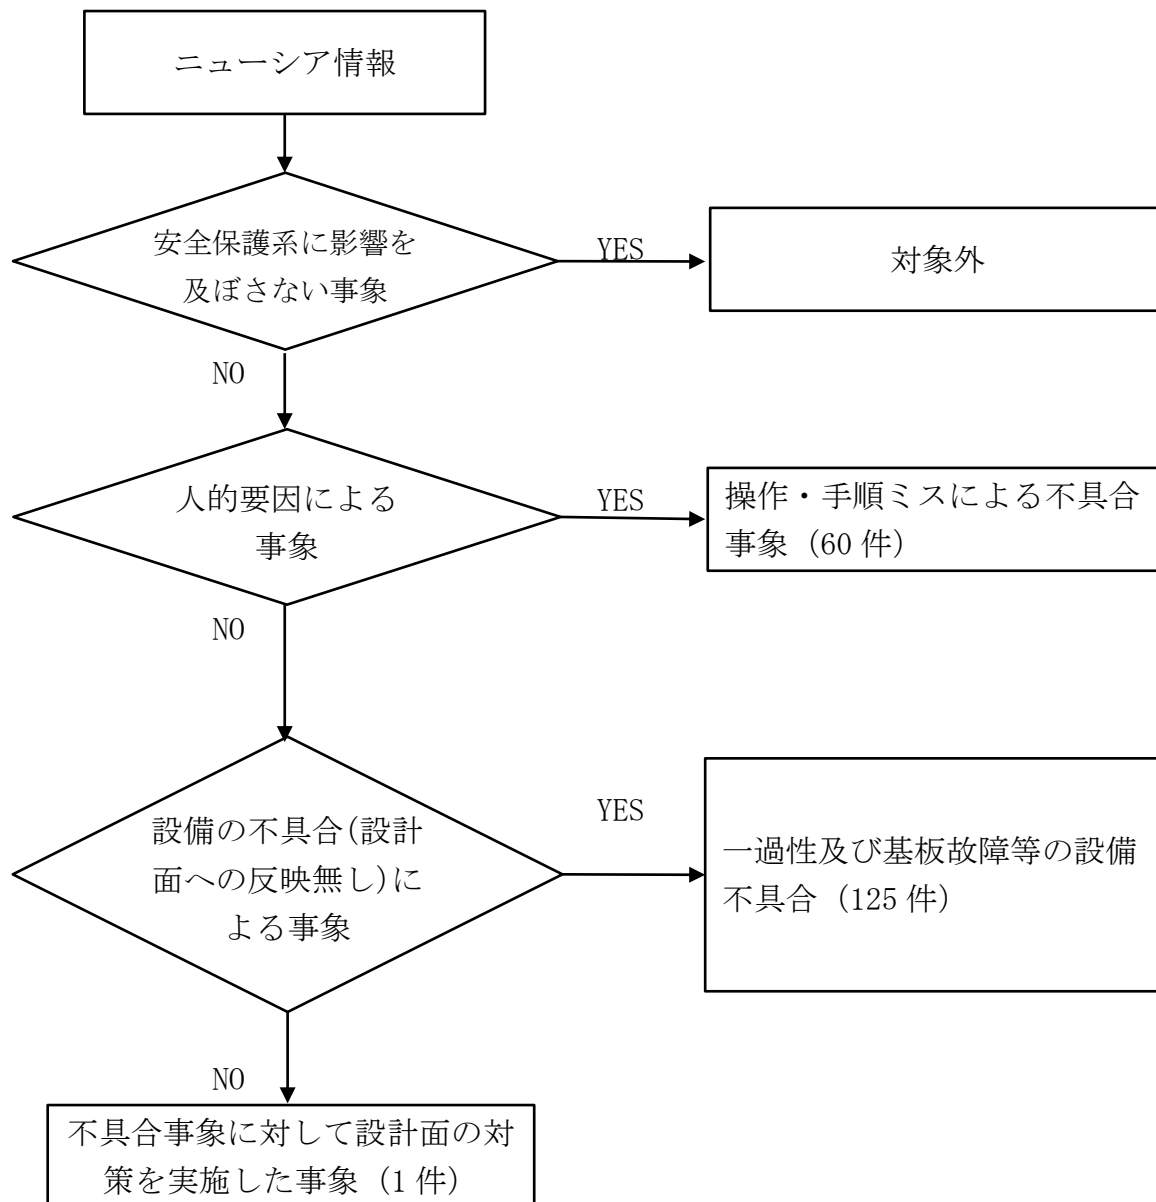 ニューシア情報
安全保護系に影響を
及ぼさない事象
YES
対象外
NO
人的要因による
事象
YES
操作・手順ミスによる不具合
事象（60 件）
NO
設備の不具合(設計
面への反映無し)に
よる事象
YES
一過性及び基板故障等の設備
不具合（125 件）
NO
不具合事象に対して設計面の対
策を実施した事象（1 件）